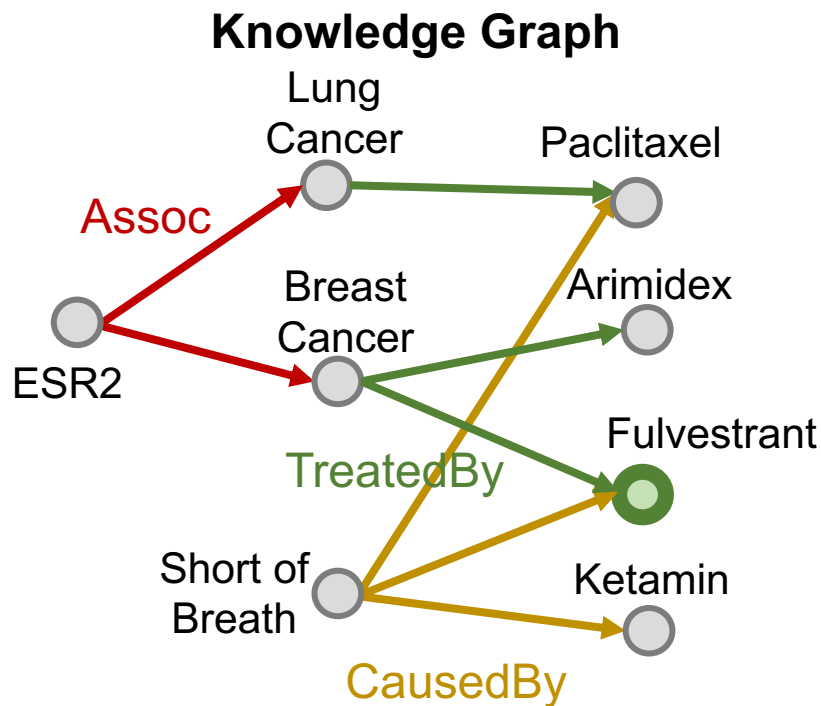 Knowledge Graph
Lung
Cancer
Paclitaxel
Assoc
Breast
Cancer
Arimidex
ESR2
Fulvestrant
TreatedBy
Short of
Breath
Ketamin
CausedBy